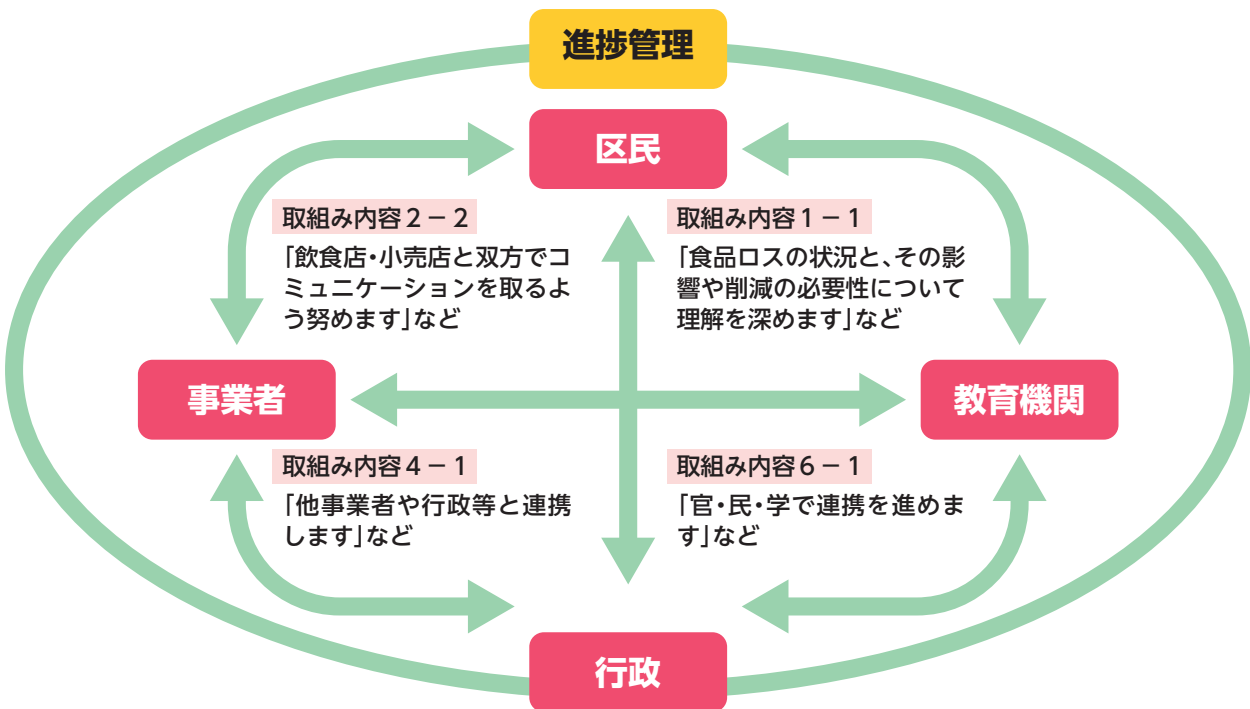 進捗管理
区民
取組み内容2－2
「飲食店・小売店と双方でコ
ミュニケーションを取るよ
う努めます」など
取組み内容1－1
「食品ロスの状況と、その影
響や削減の必要性について
理解を深めます」など
事業者
教育機関
取組み内容4－1
「他事業者や行政等と連携
します」など
取組み内容6－1
「官・民・学で連携を進めま
す」など
行政